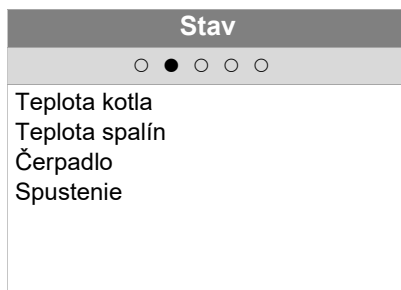 Stav
Teplota kotla
Teplota spalín
Čerpadlo
Spustenie